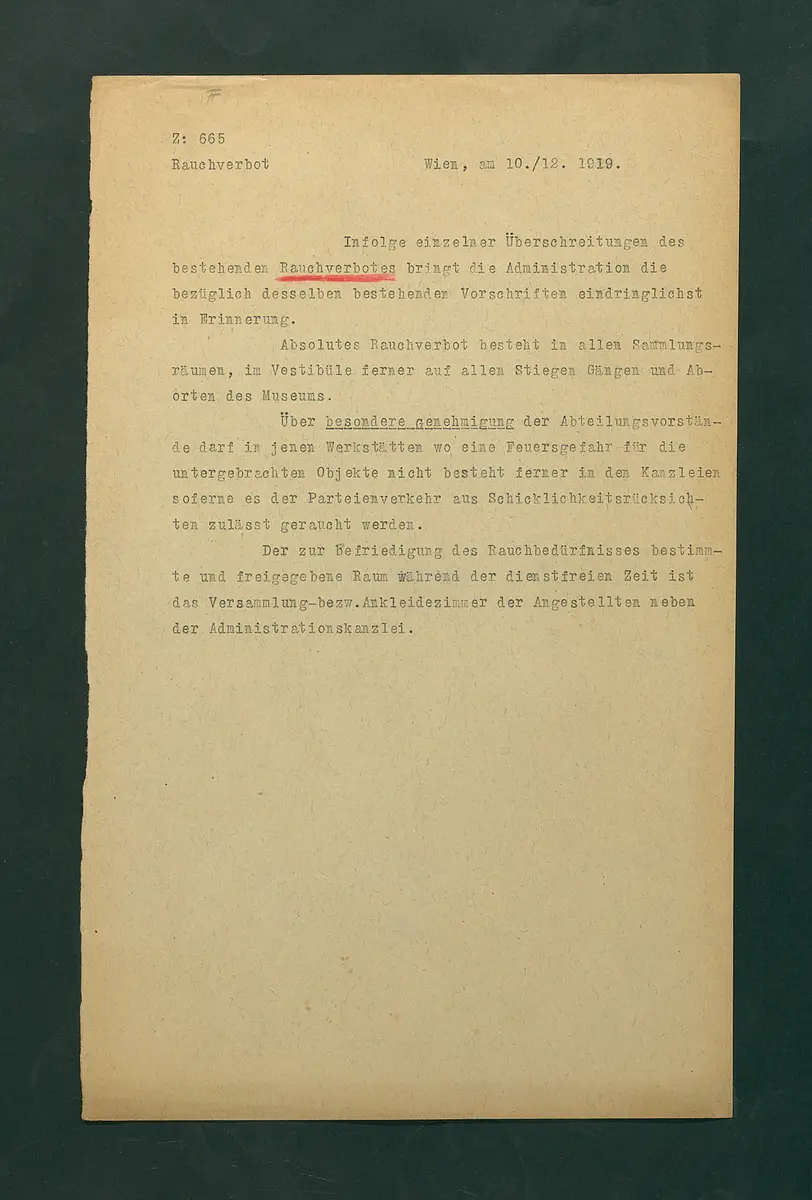 Z: 665
Rauchverbot Wien, am 10./12. 1919.
Infolge einzelner Überschreitungen des
bestehenden Rauchverbotes bringt die Administration die
bezüglich desselben bestehenden Vorschriften eindringlichst
in Erinnerung.
Absolutes Rauchverbot besteht in allen Sammlungs-
räumen, im Vestibüle ferner auf allen Stiegen Gängen und Ab-
orten des Museums.
Über besondere Genehmigung der Abteilungsvorstän-
de darf in jenen Werkstätten wo eine Feuersgefahr für die
untergebrachten Objekte nicht besteht ferner in den Kanzleien
soferne es der Parteienverkehr aus Schicklichkeitsrücksich-
ten zulässt geraucht werden.
Der zur Befriedigung des Rauchbedürfnisses bestimm-
te und freigegebene Raum während der dienstfreien Zeit ist
das Versammlung-bezw.Ankleidezimmer der Angestellten neben
der Administrationskanzlei.